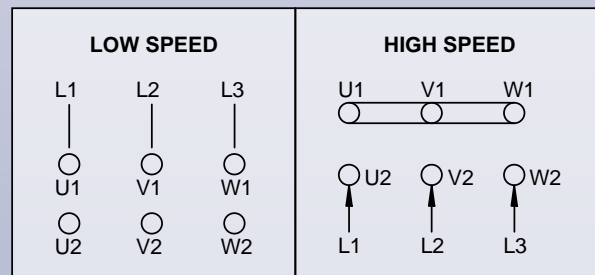 LOW SPEED
L1 L2 L3
U1 V1 W1
U2 V2 W2
HIGH SPEED
U1 V1 W1
U2 V2 W2
L1 L2 L3